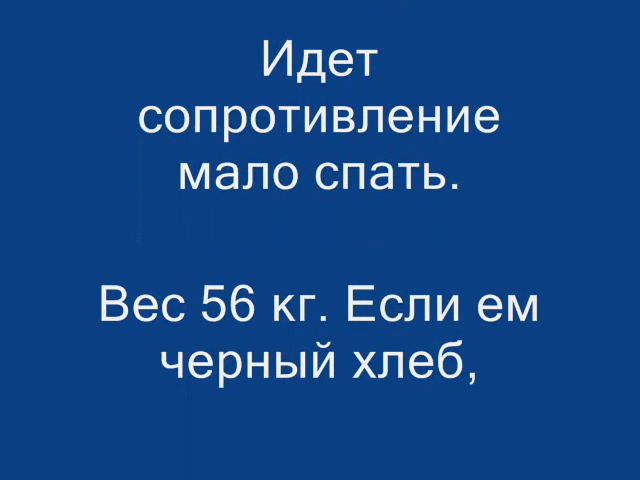 Идет
сопротивление
мало спать.
Вес 56 кг. Если ем
черный хлеб,